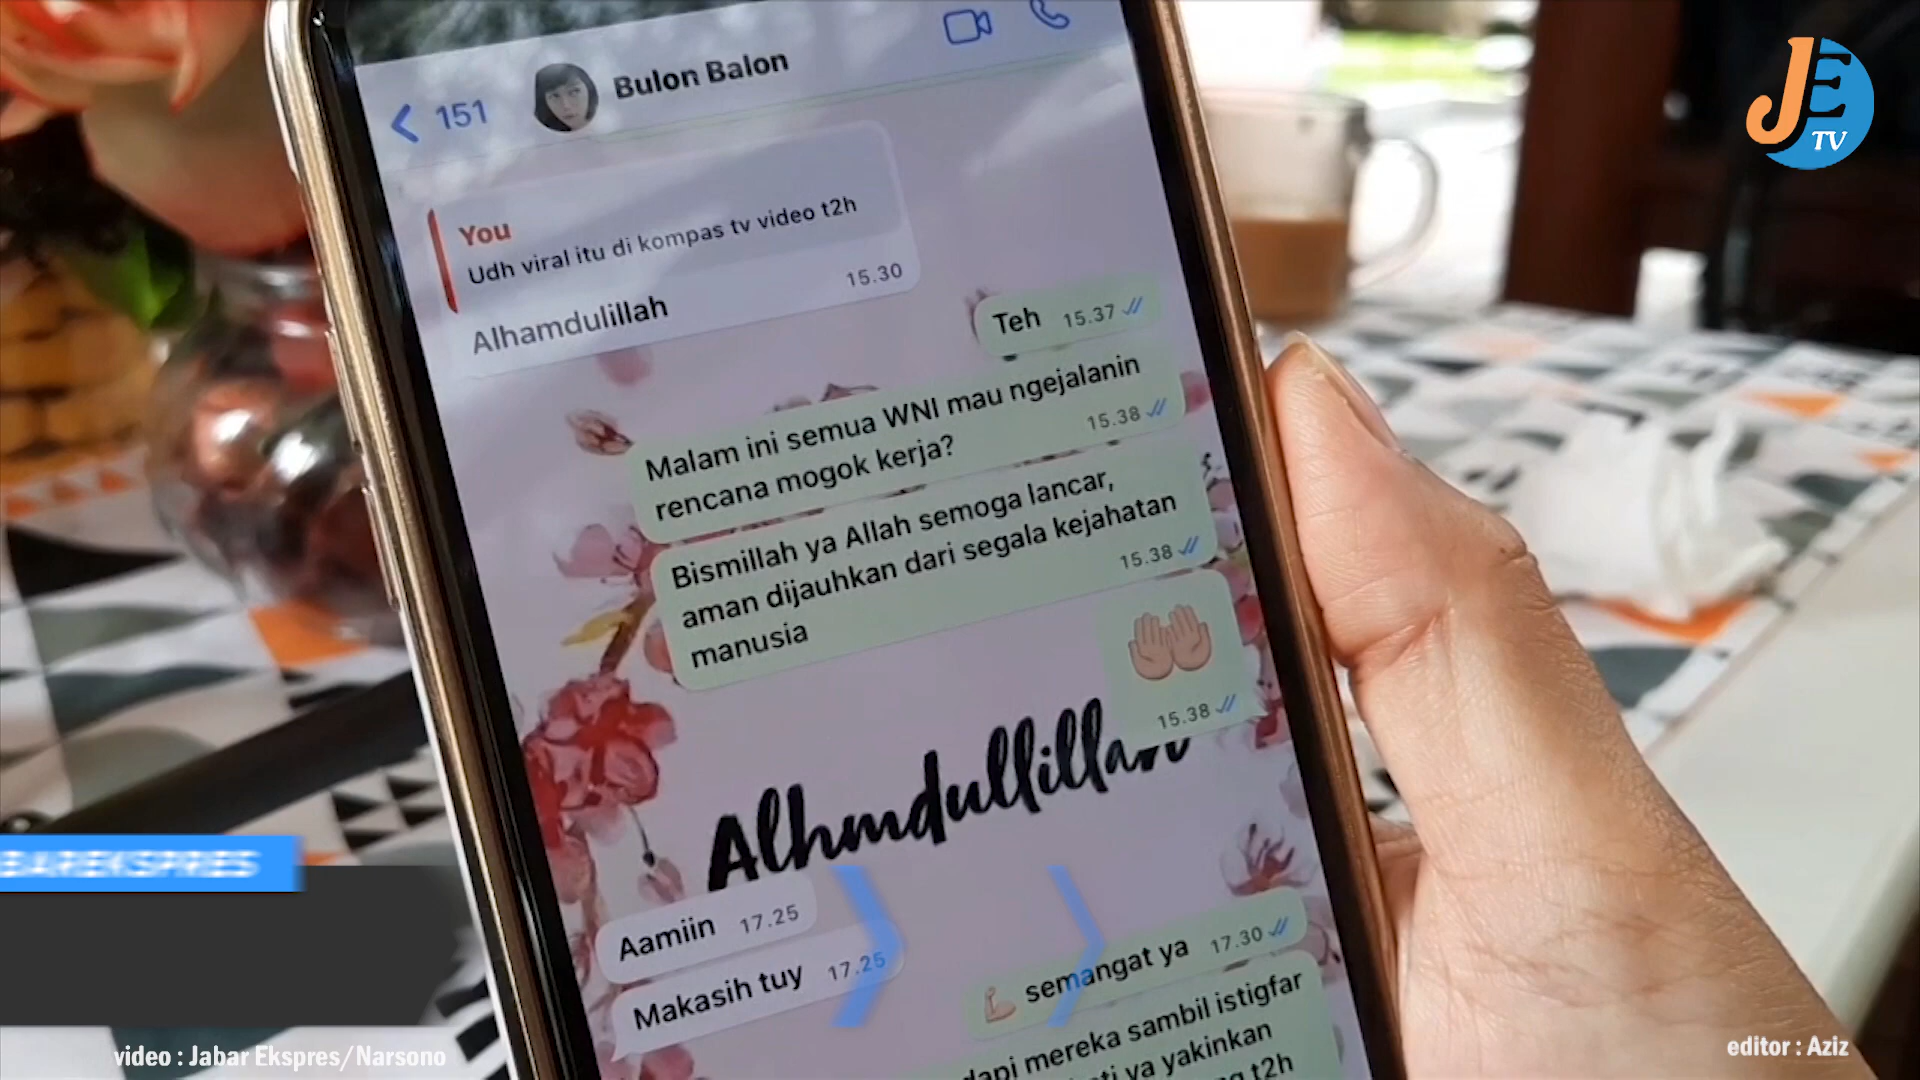 JE
TV
151
Bulon Balon
You
Udh viral itu di kompas tv video t2h
Alhamdulillah 15.30
Teh 15.37
Malam ini semua WNI mau ngejalanin
rencana mogok kerja? 15.38
Bismillah ya Allah semoga lancar,
aman dijauhkan dari segala kejahatan
manusia 15.38
15.38
Alhmdullillah
Aamiin 17.25
Makasih tuy 17.25
semangat ya 17.30
dapi mereka sambil istigfar
ya yakinkan
t2h
BAREKSPRES
video : Jabar Ekspres/Narsono
editor : Aziz